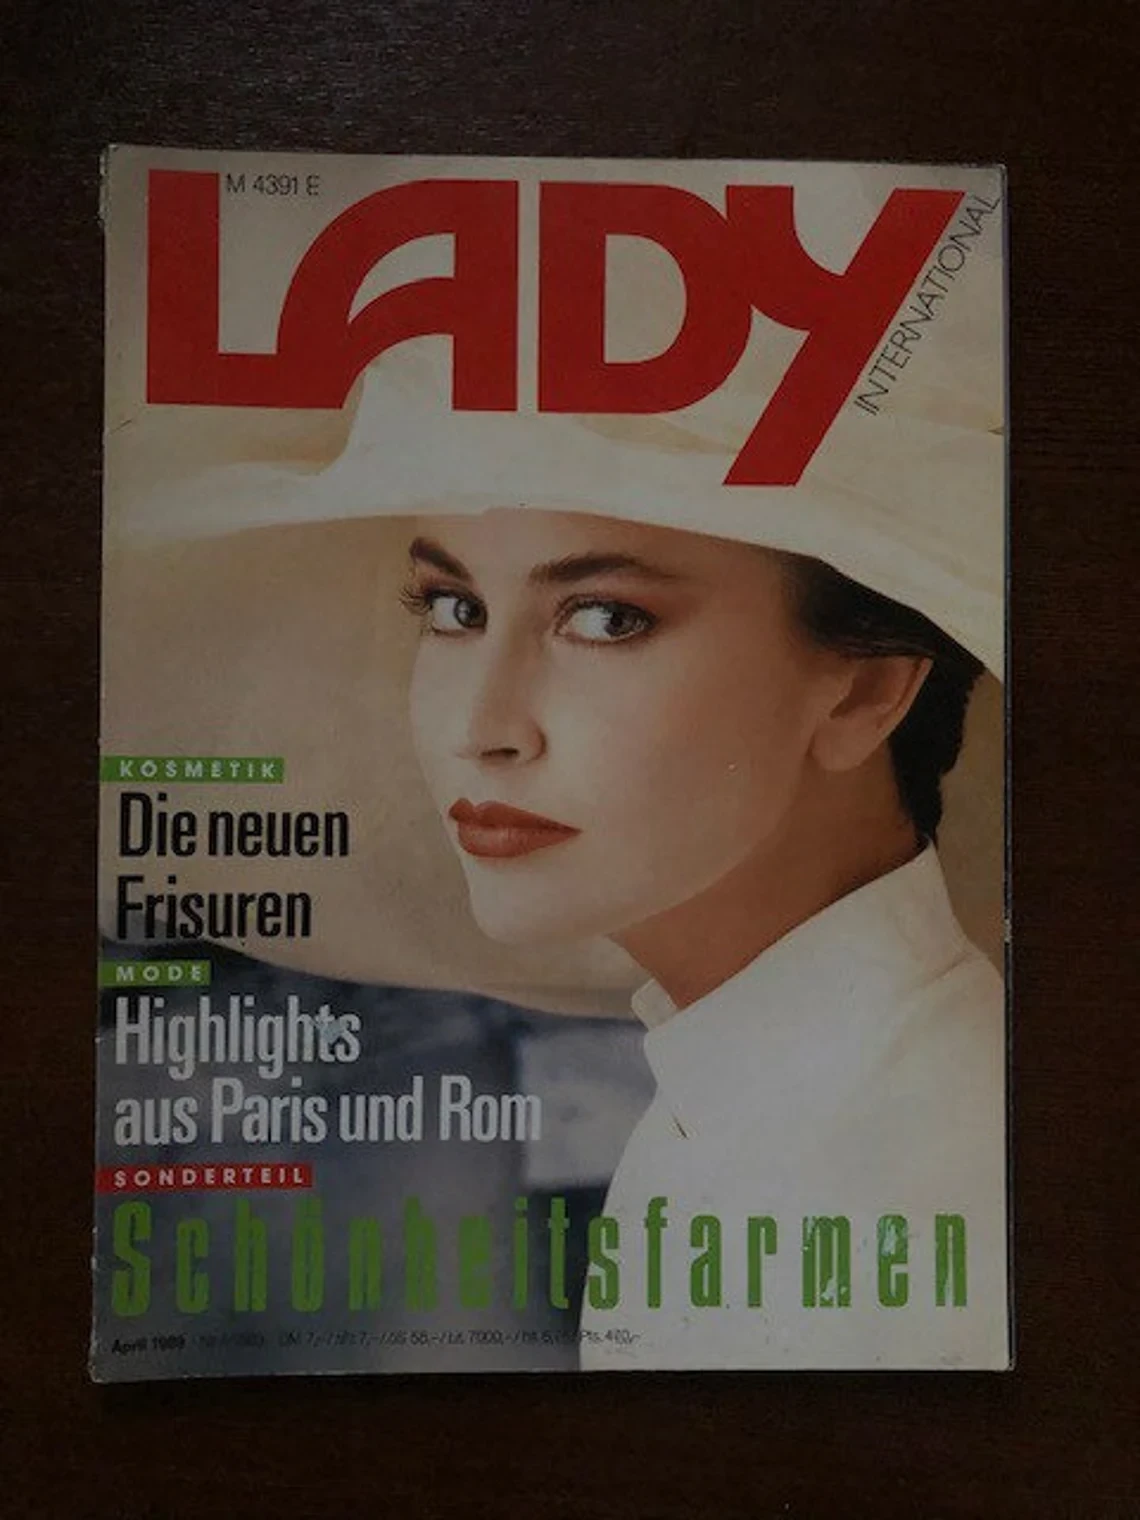 M 4391 E
LADY
INTERNATIONAL
KOSMETIK
Die neuen
Frisuren
MODE
Highlights
aus Paris und Rom
SONDERTEIL
Schönheitsfarmen
April 1989